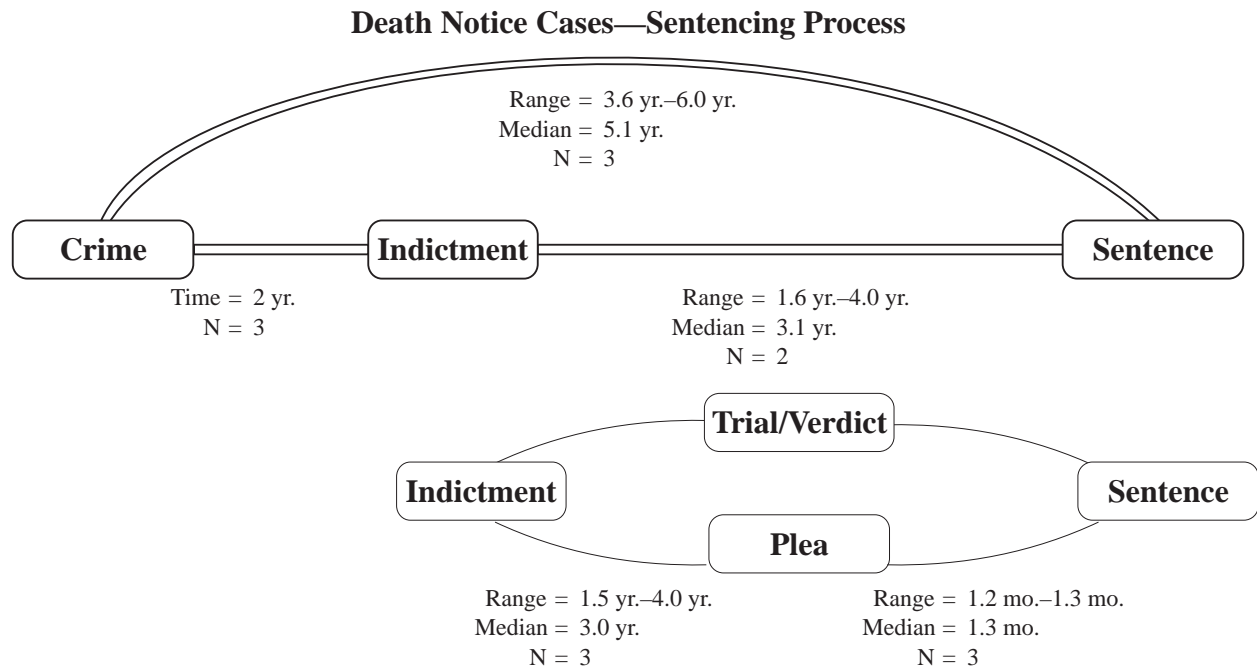 Death Notice Cases—Sentencing Process
Range = 3.6 yr.–6.0 yr.
Median = 5.1 yr.
N = 3
Crime
Indictment
Sentence
Time = 2 yr.
N = 3
Range = 1.6 yr.–4.0 yr.
Median = 3.1 yr.
N = 2
Trial/Verdict
Indictment
Sentence
Plea
Range = 1.5 yr.–4.0 yr.
Median = 3.0 yr.
N = 3
Range = 1.2 mo.–1.3 mo.
Median = 1.3 mo.
N = 3